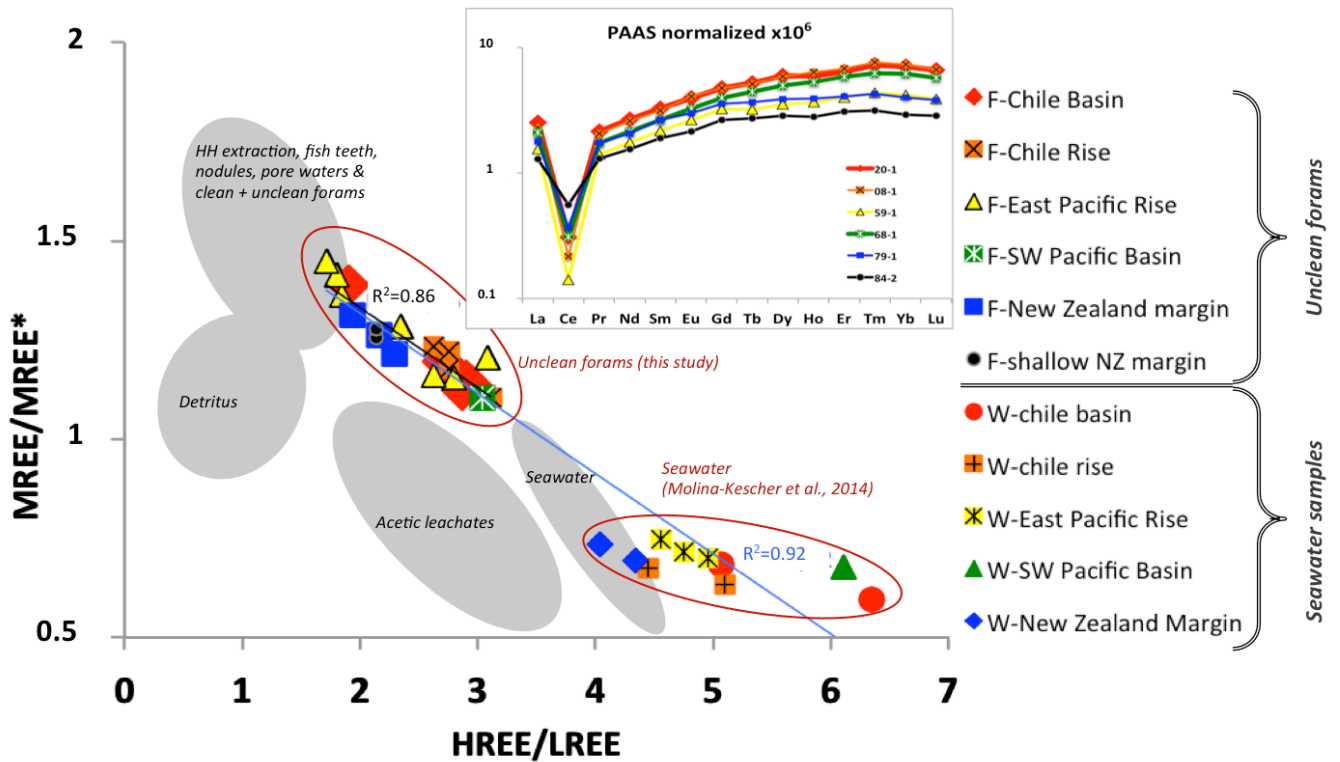 2
1.5
1
0.5
MREE/MREE*
0
1
2
3
4
5
6
7
HREE/LREE
HH extraction, fish teeth,
nodules, pore waters &
clean + unclean forams
Detritus
Acetic leachates
Seawater
R²=0.86
Unclean forams (this study)
Seawater
(Molina-Kescher et al., 2014)
R²=0.92
PAAS normalized x10⁶
10
1
0.1
La Ce Pr Nd Sm Eu Gd Tb Dy Ho Er Tm Yb Lu
20-1
08-1
59-1
68-1
79-1
84-2
F-Chile Basin
F-Chile Rise
F-East Pacific Rise
F-SW Pacific Basin
F-New Zealand margin
F-shallow NZ margin
Unclean forams
W-chile basin
W-chile rise
W-East Pacific Rise
W-SW Pacific Basin
W-New Zealand Margin
Seawater samples